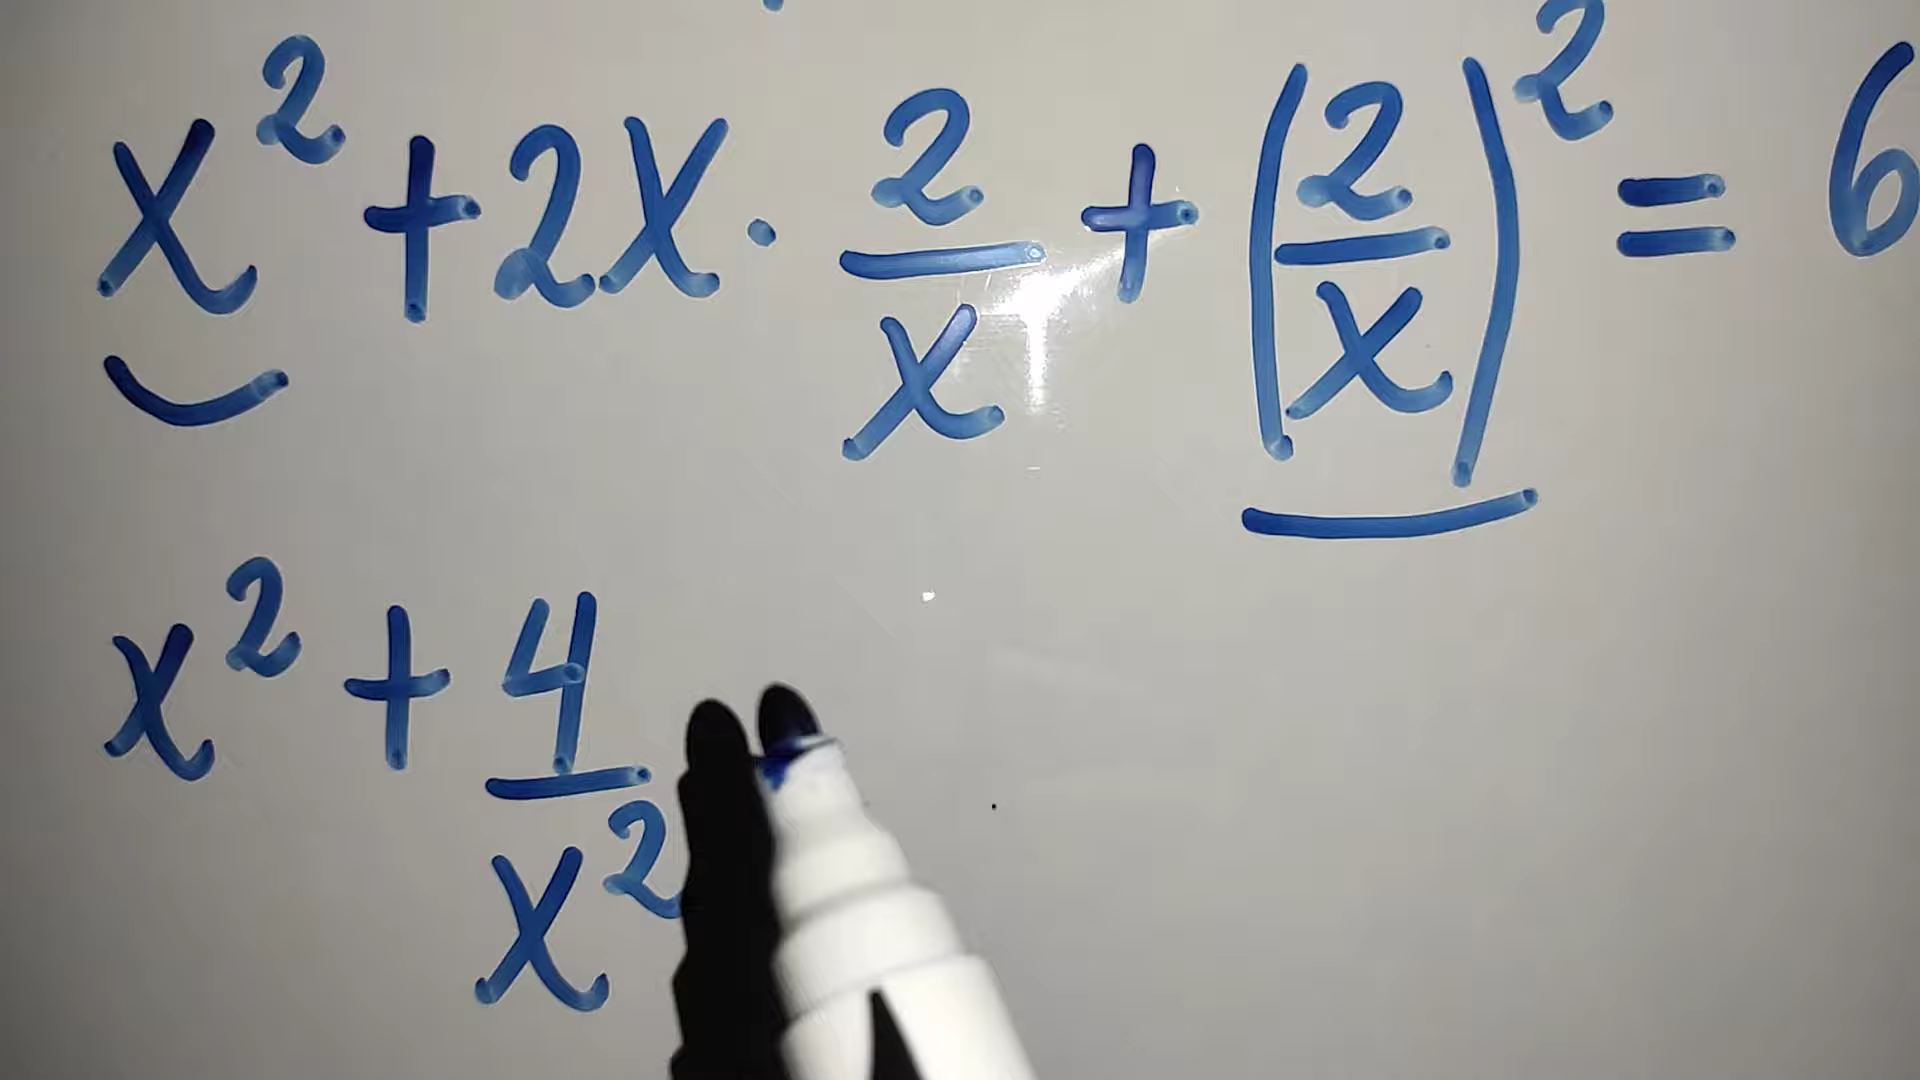 x² + 2x · 2/x + (2/x)² = 6
x² + 4/x²